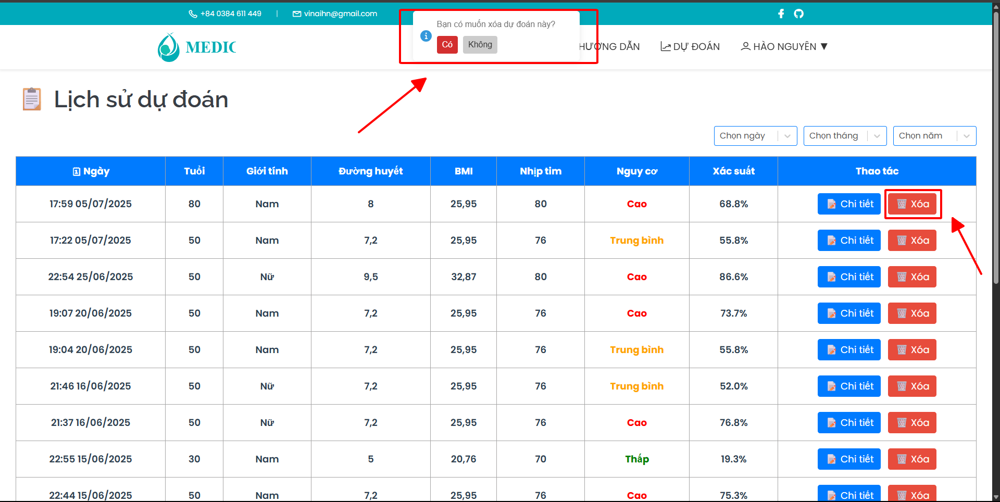 +84 0384 611 449 | vinaihn@gmail.com
Bạn có muốn xóa dự đoán này?
Có Không
MEDIC
HƯỚNG DẪN DỰ ĐOÁN HÀO NGUYÊN ▼
Lịch sử dự đoán
Chọn ngày Chọn tháng Chọn năm
Ngày Tuổi Giới tính Đường huyết BMI Nhịp tim Nguy cơ Xác suất Thao tác
17:59 05/07/2025 80 Nam 8 25,95 80 Cao 68.8% Chi tiết Xóa
17:22 05/07/2025 50 Nam 7,2 25,95 76 Trung bình 55.8% Chi tiết Xóa
22:54 25/06/2025 50 Nữ 9,5 32,87 80 Cao 86.6% Chi tiết Xóa
19:07 20/06/2025 50 Nam 7,2 25,95 76 Cao 73.7% Chi tiết Xóa
19:04 20/06/2025 50 Nam 7,2 25,95 76 Trung bình 55.8% Chi tiết Xóa
21:46 16/06/2025 50 Nữ 7,2 25,95 76 Trung bình 52.0% Chi tiết Xóa
21:37 16/06/2025 50 Nữ 7,2 25,95 76 Cao 76.8% Chi tiết Xóa
22:55 15/06/2025 30 Nam 5 20,76 70 Thấp 19.3% Chi tiết Xóa
22:44 15/06/2025 50 Nam 7,2 25,95 76 Cao 75.3% Chi tiết Xóa